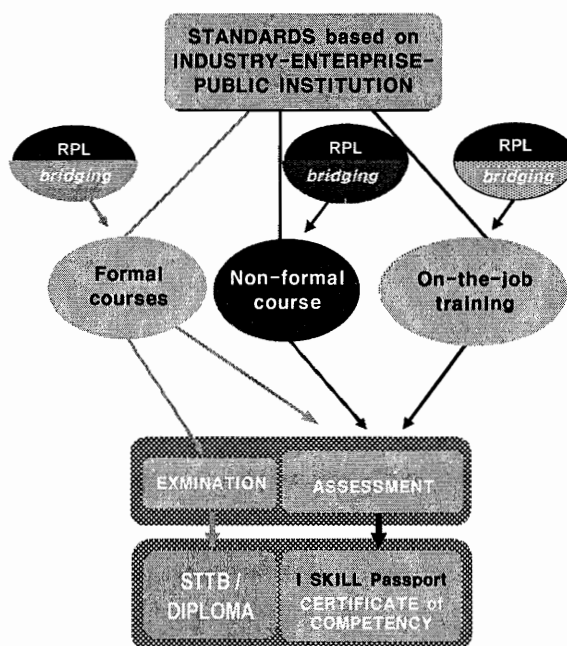 STANDARDS based on
INDUSTRY-ENTERPRISE-
PUBLIC INSTITUTION
RPL
bridging
RPL
bridging
RPL
bridging
Formal
courses
Non-formal
course
On-the-job
training
EXMINATION
ASSESSMENT
STTB /
DIPLOMA
I SKILL Passport
CERTIFICATE of
COMPETENCY